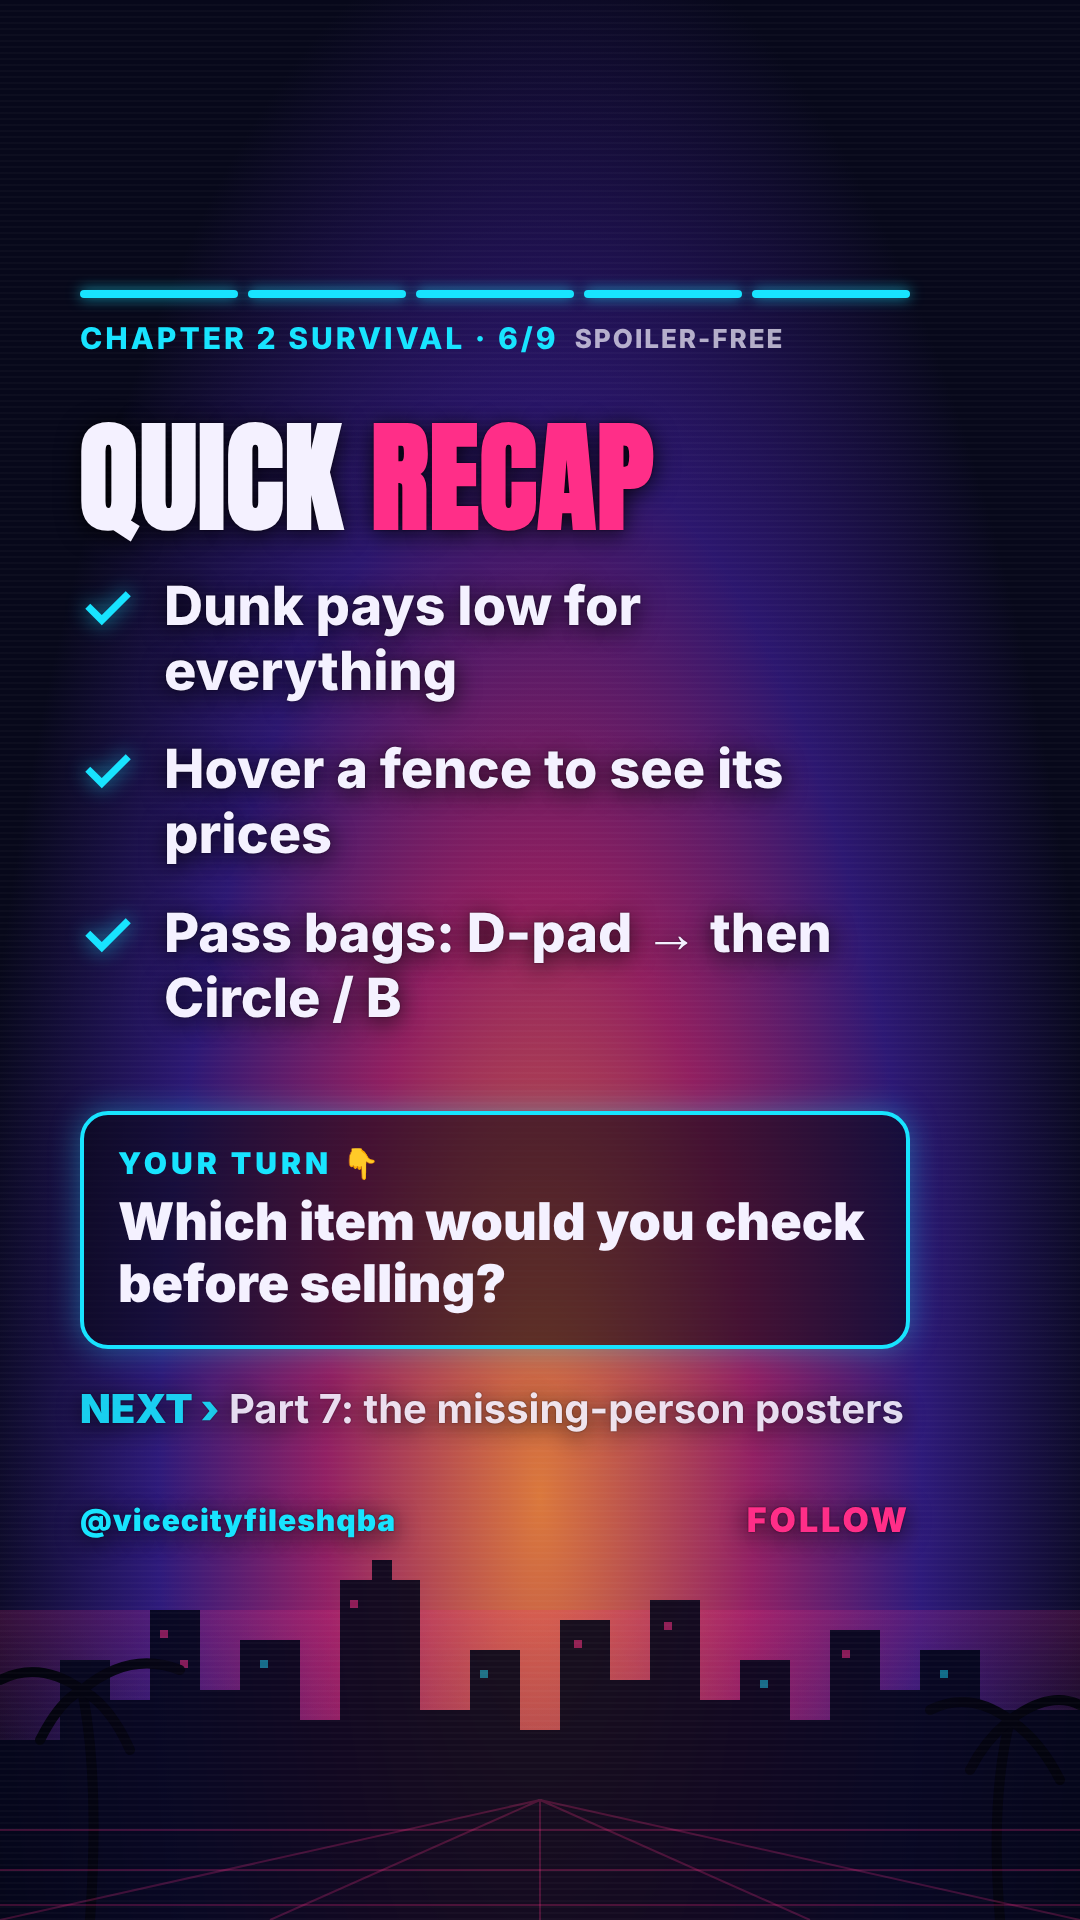 CHAPTER 2 SURVIVAL · 6/9 SPOILER-FREE
QUICK RECAP
Dunk pays low for
everything
Hover a fence to see its
prices
Pass bags: D-pad → then
Circle / B
YOUR TURN 👇
Which item would you check
before selling?
NEXT › Part 7: the missing-person posters
@vicecityfileshqba
FOLLOW